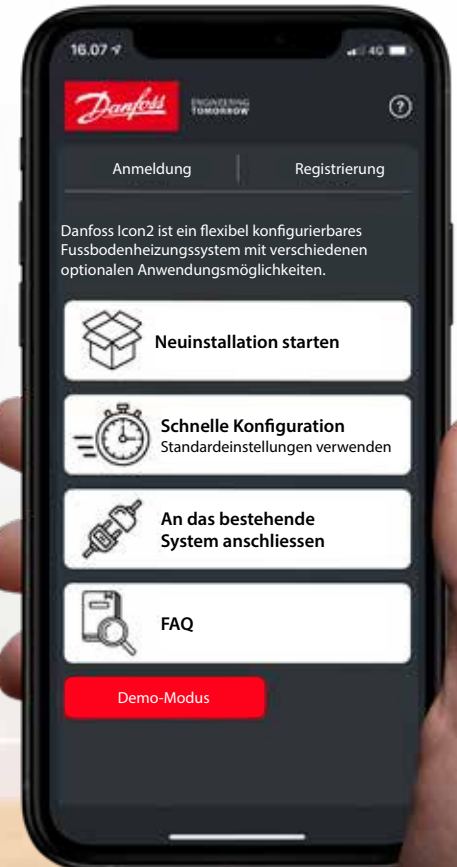 16.07
4G
Danfoss
ENGINEERING
TOMORROW
?
Anmeldung
Registrierung
Danfoss Icon2 ist ein flexibel konfigurierbares
Fussbodenheizungssystem mit verschiedenen
optionalen Anwendungsmöglichkeiten.
Neuinstallation starten
Schnelle Konfiguration
Standardeinstellungen verwenden
An das bestehende
System anschliessen
FAQ
Demo-Modus